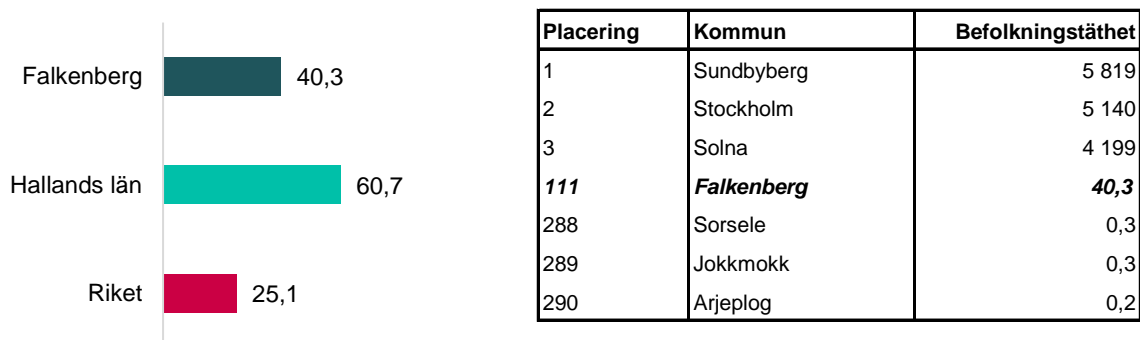 Falkenberg 40,3
Hallands län 60,7
Riket 25,1
Placering Kommun Befolkningstäthet
1 Sundbyberg 5 819
2 Stockholm 5 140
3 Solna 4 199
111 Falkenberg 40,3
288 Sorsele 0,3
289 Jokkmokk 0,3
290 Arjeplog 0,2